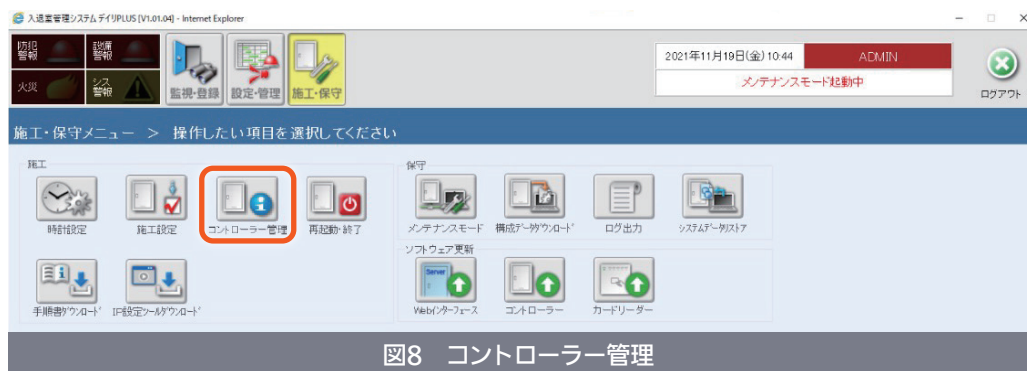 入退室管理システム デイリPLUS [V1.01.04] - Internet Explorer
防犯警報
設備警報
火災
シス警報
監視・登録
設定・管理
施工・保守
2021年11月19日(金)10:44
ADMIN
メンテナンスモード起動中
ログアウト
施工・保守メニュー > 操作したい項目を選択してください
施工
時計設定
施工設定
コントローラー管理
再起動・終了
手順書ダウンロード
IP設定ツールダウンロード
保守
メンテナンスモード
構成データダウンロード
ログ出力
システムデータリストア
ソフトウェア更新
Server
Webインターフェース
コントローラー
カードリーダー
図8 コントローラー管理